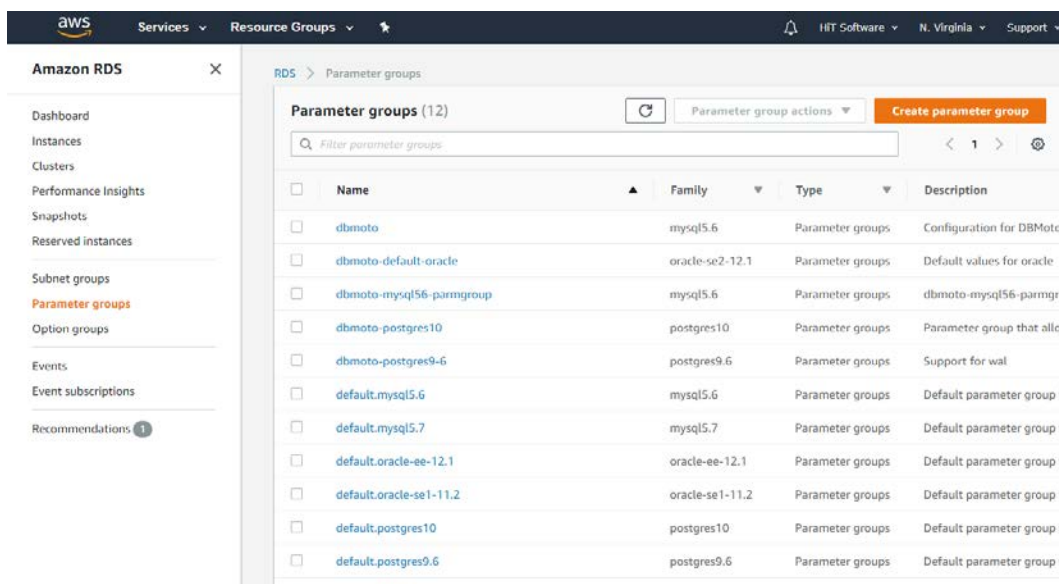 aws Services Resource Groups HiT Software N. Virginia Support
Amazon RDS
Dashboard
Instances
Clusters
Performance Insights
Snapshots
Reserved instances
Subnet groups
Parameter groups
Option groups
Events
Event subscriptions
Recommendations 1
RDS > Parameter groups
Parameter groups (12) Parameter group actions Create parameter group
Filter parameter groups < 1 >
Name Family Type Description
dbmoto mysql5.6 Parameter groups Configuration for DBMoto
dbmoto-default-oracle oracle-se2-12.1 Parameter groups Default values for oracle
dbmoto-mysql56-parmgroup mysql5.6 Parameter groups dbmoto-mysql56-parmgr
dbmoto-postgres10 postgres10 Parameter groups Parameter group that allo
dbmoto-postgres9-6 postgres9.6 Parameter groups Support for wal
default.mysql5.6 mysql5.6 Parameter groups Default parameter group
default.mysql5.7 mysql5.7 Parameter groups Default parameter group
default.oracle-ee-12.1 oracle-ee-12.1 Parameter groups Default parameter group
default.oracle-se1-11.2 oracle-se1-11.2 Parameter groups Default parameter group
default.postgres10 postgres10 Parameter groups Default parameter group
default.postgres9.6 postgres9.6 Parameter groups Default parameter group